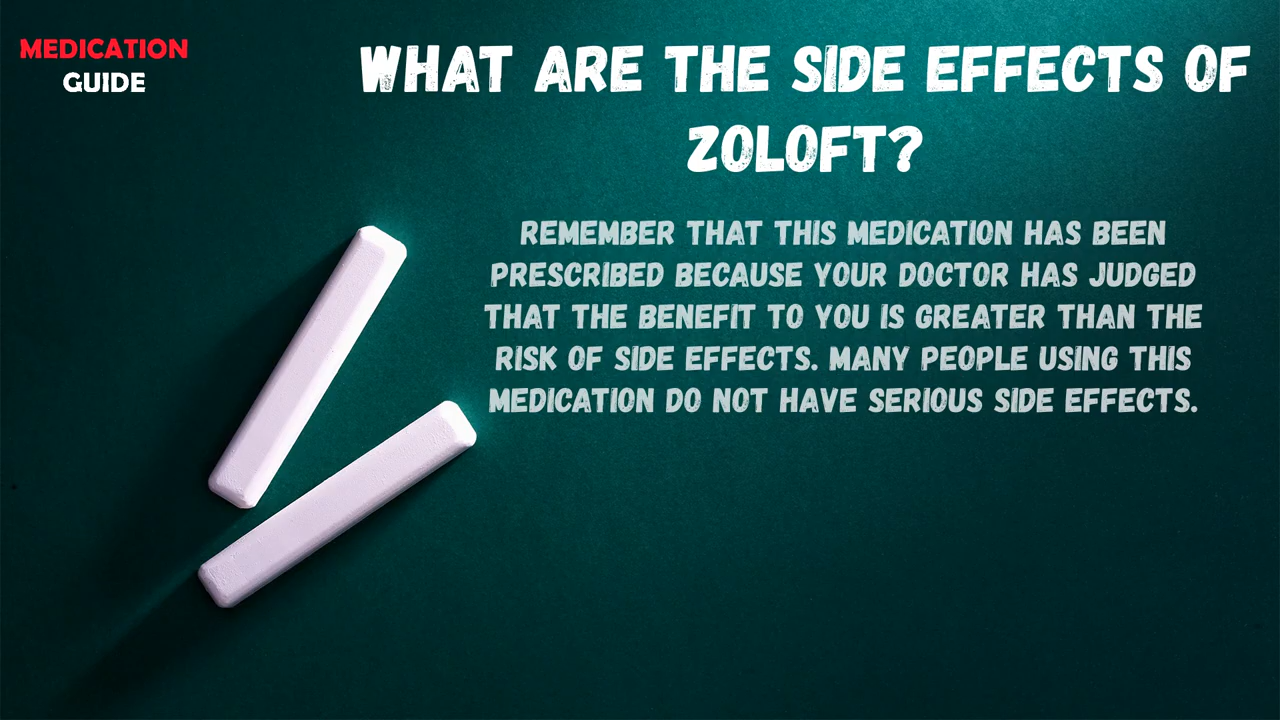 MEDICATION
GUIDE
WHAT ARE THE SIDE EFFECTS OF
ZOLOFT?
REMEMBER THAT THIS MEDICATION HAS BEEN
PRESCRIBED BECAUSE YOUR DOCTOR HAS JUDGED
THAT THE BENEFIT TO YOU IS GREATER THAN THE
RISK OF SIDE EFFECTS. MANY PEOPLE USING THIS
MEDICATION DO NOT HAVE SERIOUS SIDE EFFECTS.